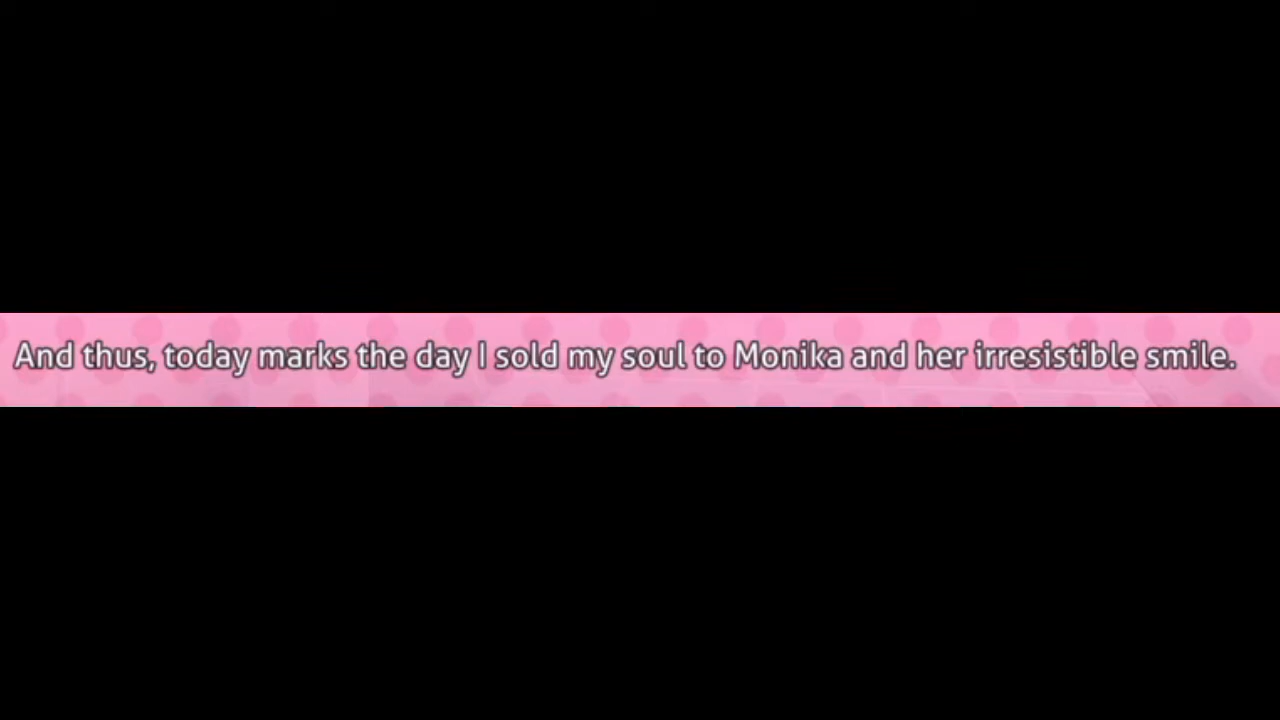 And thus, today marks the day I sold my soul to Monika and her irresistible smile.